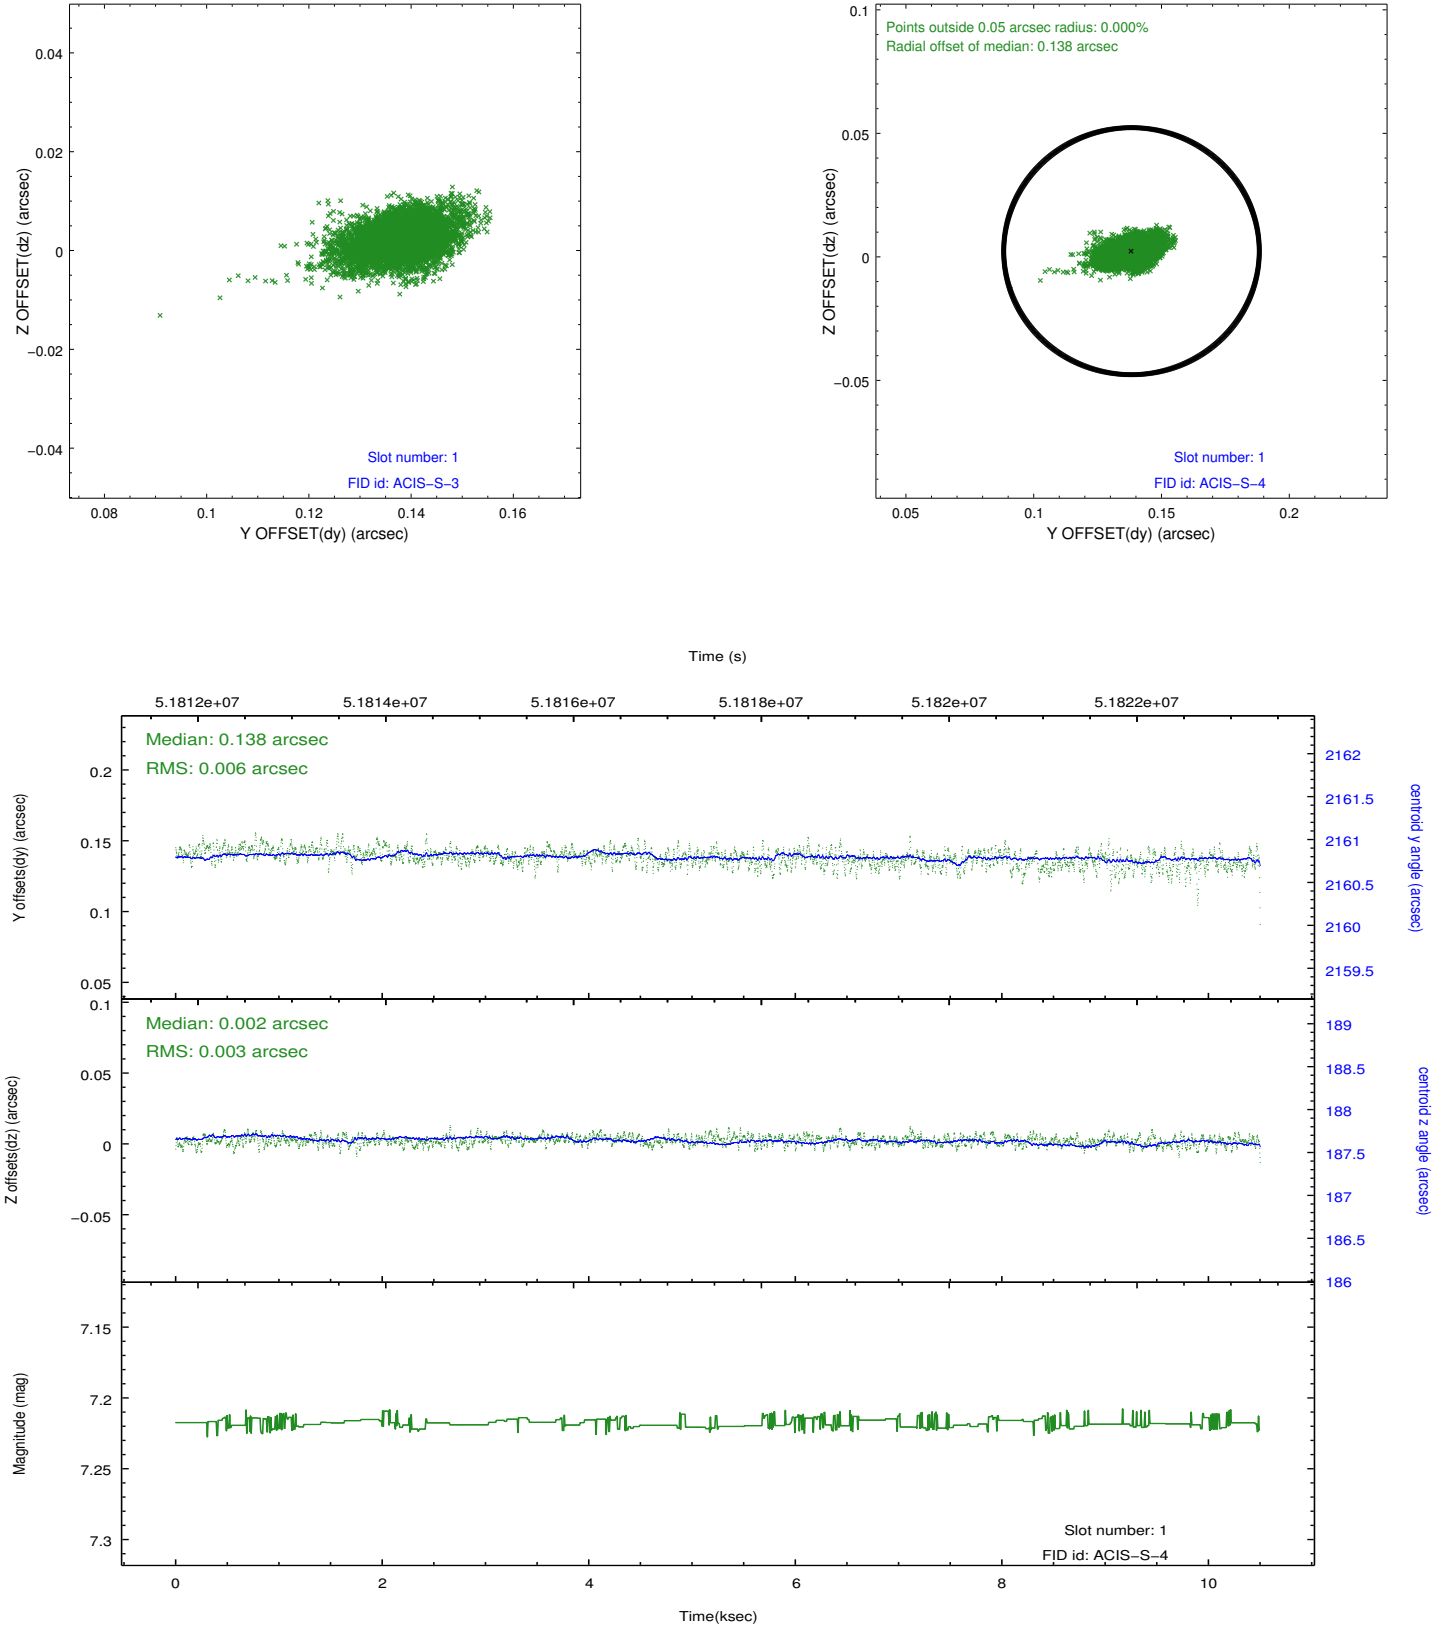 0.04
0.02
0
−0.02
−0.04
Z OFFSET(dz) (arcsec)
Slot number: 1
FID id: ACIS−S−3
0.08 0.1 0.12 0.14 0.16
Y OFFSET(dy) (arcsec)
Points outside 0.05 arcsec radius: 0.000%
Radial offset of median: 0.138 arcsec
0.1
0.05
0
−0.05
Z OFFSET(dz) (arcsec)
Slot number: 1
FID id: ACIS−S−4
0.05 0.1 0.15 0.2
Y OFFSET(dy) (arcsec)
Time (s)
5.1812e+07 5.1814e+07 5.1816e+07 5.1818e+07 5.182e+07 5.1822e+07
Median: 0.138 arcsec
RMS: 0.006 arcsec
0.2
0.15
0.1
0.05
Y offsets(dy) (arcsec)
2162
2161.5
2161
2160.5
2160
2159.5
centroid y angle (arcsec)
Median: 0.002 arcsec
RMS: 0.003 arcsec
0.1
0.05
0
−0.05
Z offsets(dz) (arcsec)
189
188.5
188
187.5
187
186.5
186
centroid z angle (arcsec)
7.15
7.2
7.25
7.3
Magnitude (mag)
Slot number: 1
FID id: ACIS−S−4
0 2 4 6 8 10
Time(ksec)